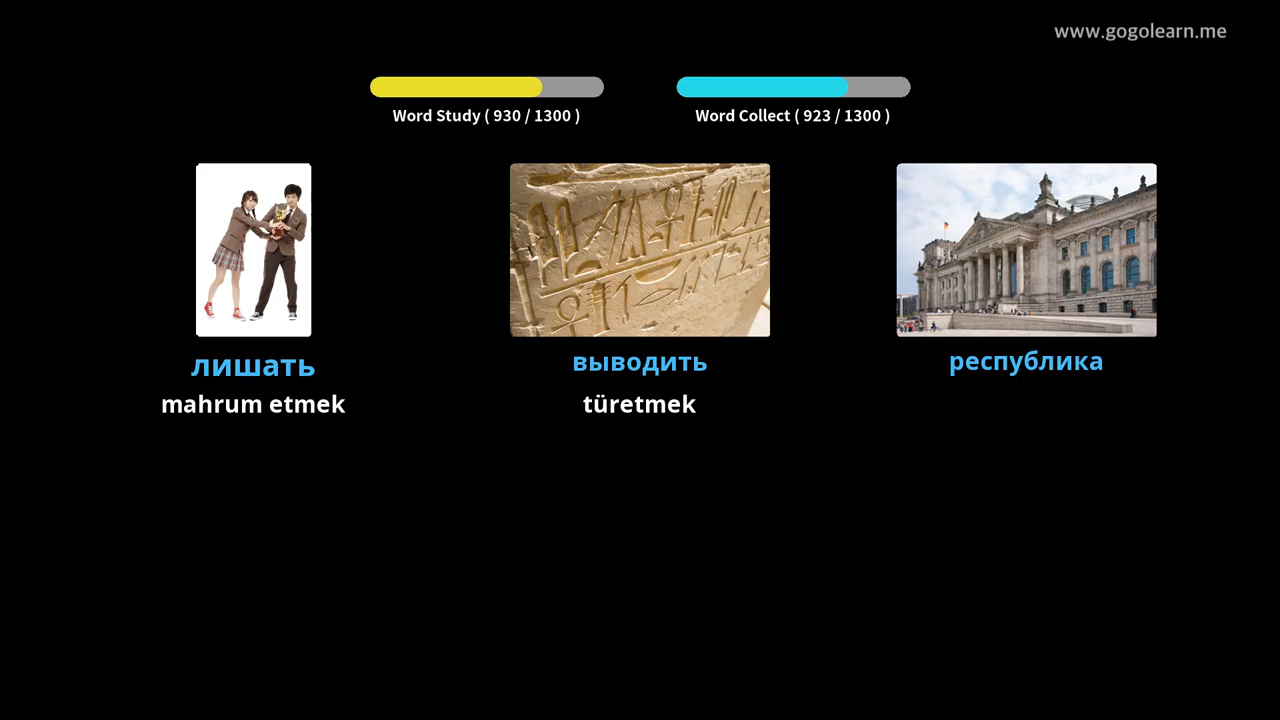 www.gogolearn.me
Word Study ( 930 / 1300 )
Word Collect ( 923 / 1300 )
лишать
mahrum etmek
выводить
türetmek
республика